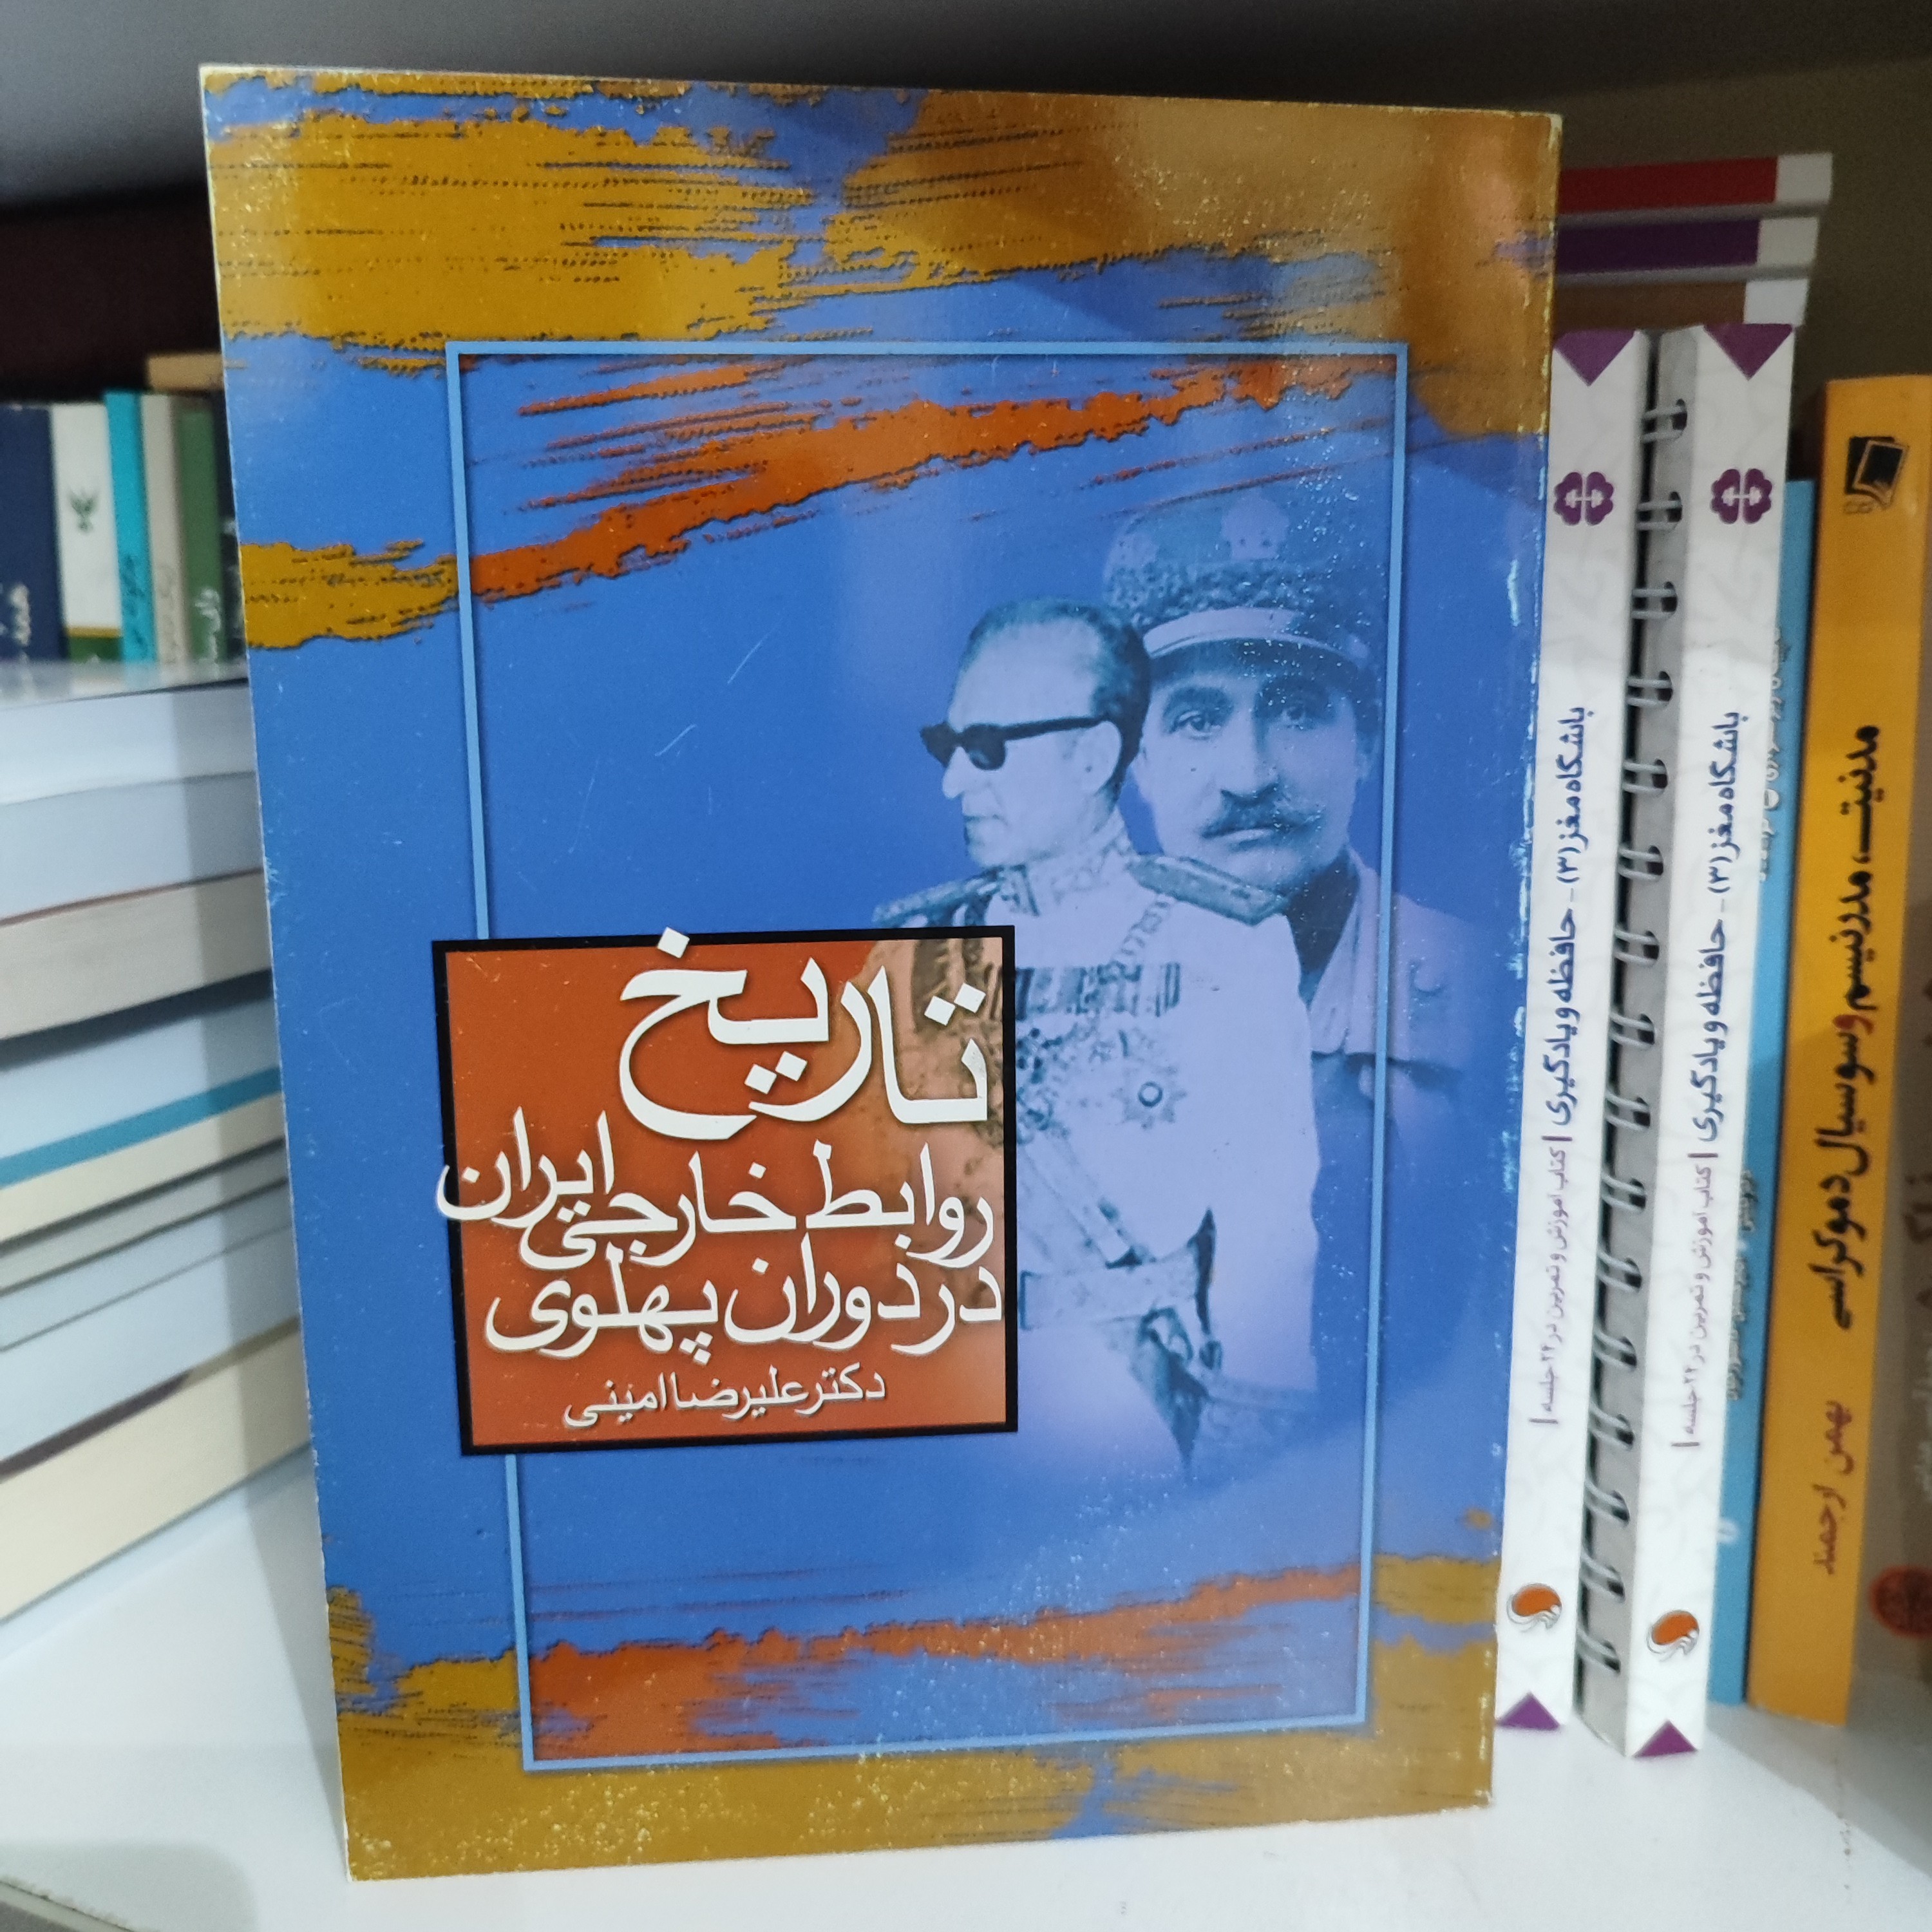 تاریخ
روابط خارجی ایران
در دوران پهلوی
دکتر علیرضا امینی
باشگاه مغز (۳) - حافظه و یادگیری | کتاب آموزش و تمرین در ۲۴ جلسه |
باشگاه مغز (۳) - حافظه و یادگیری | کتاب آموزش و تمرین در ۲۴ جلسه |
مدنیت، مدرنیسم و سوسیال دموکراسی
بهمن ارجمند